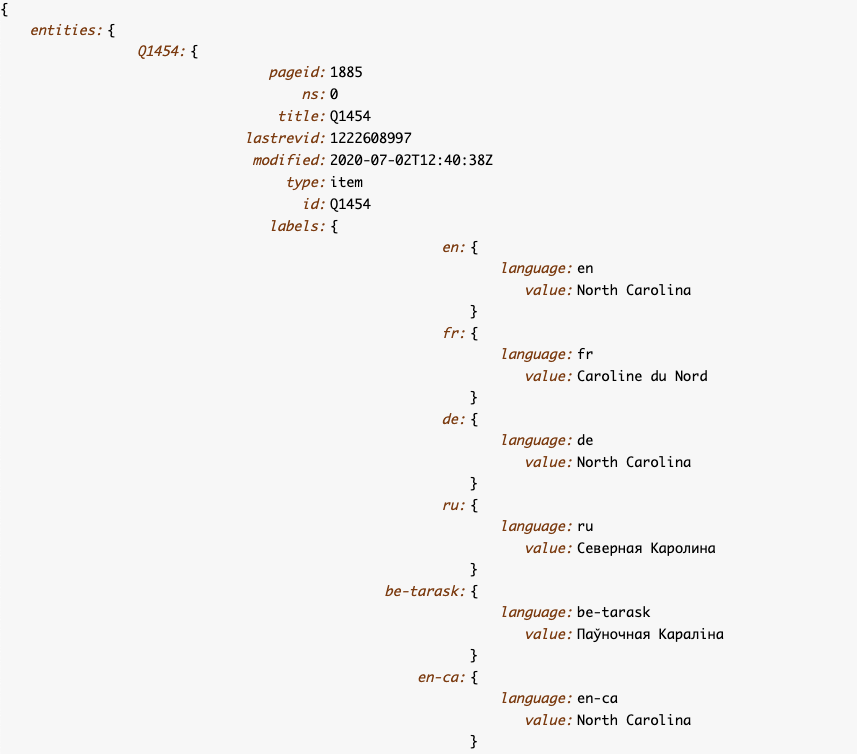 {
entities: {
Q1454: {
pageid: 1885
ns: 0
title: Q1454
lastrevid: 1222608997
modified: 2020-07-02T12:40:38Z
type: item
id: Q1454
labels: {
en: {
language: en
value: North Carolina
}
fr: {
language: fr
value: Caroline du Nord
}
de: {
language: de
value: North Carolina
}
ru: {
language: ru
value: Северная Каролина
}
be-tarask: {
language: be-tarask
value: Паўночная Караліна
}
en-ca: {
language: en-ca
value: North Carolina
}